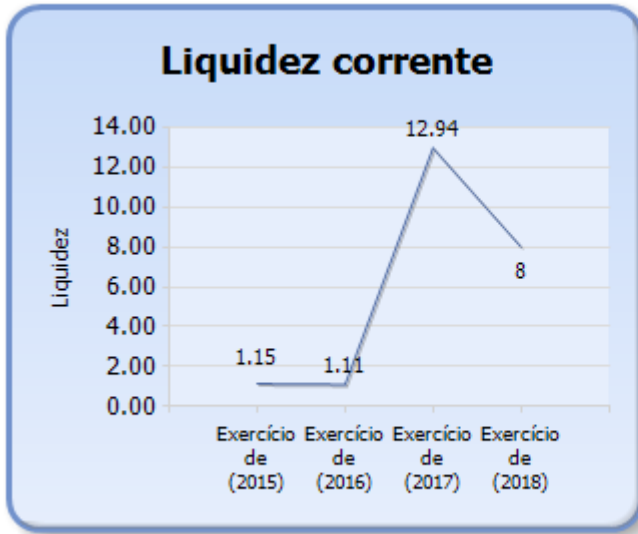 Liquidez corrente
14.00
12.00
10.00
8.00
6.00
4.00
2.00
0.00
Liquidez
1.15
1.11
12.94
8
Exercício de (2015)
Exercício de (2016)
Exercício de (2017)
Exercício de (2018)